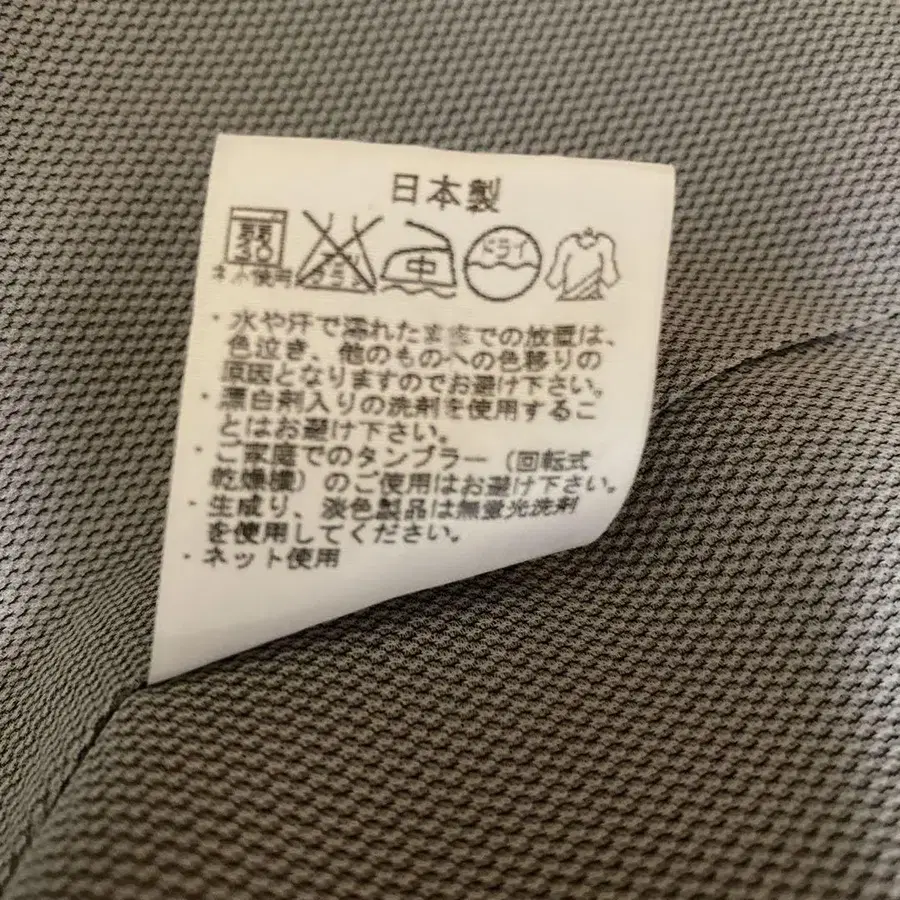 日本製
弱
30
ネット使用
エンソ
サラシ
中
ドライ
・水や汗で濡れたままでの放置は、
色泣き、他のものへの色移りの
原因となりますのでお避け下さい。
・漂白剤入りの洗剤を使用するこ
とはお避け下さい。
・ご家庭でのタンブラー（回転式
乾燥機）のご使用はお避け下さい。
・生成り、淡色製品は無蛍光洗剤
を使用してください。
・ネット使用